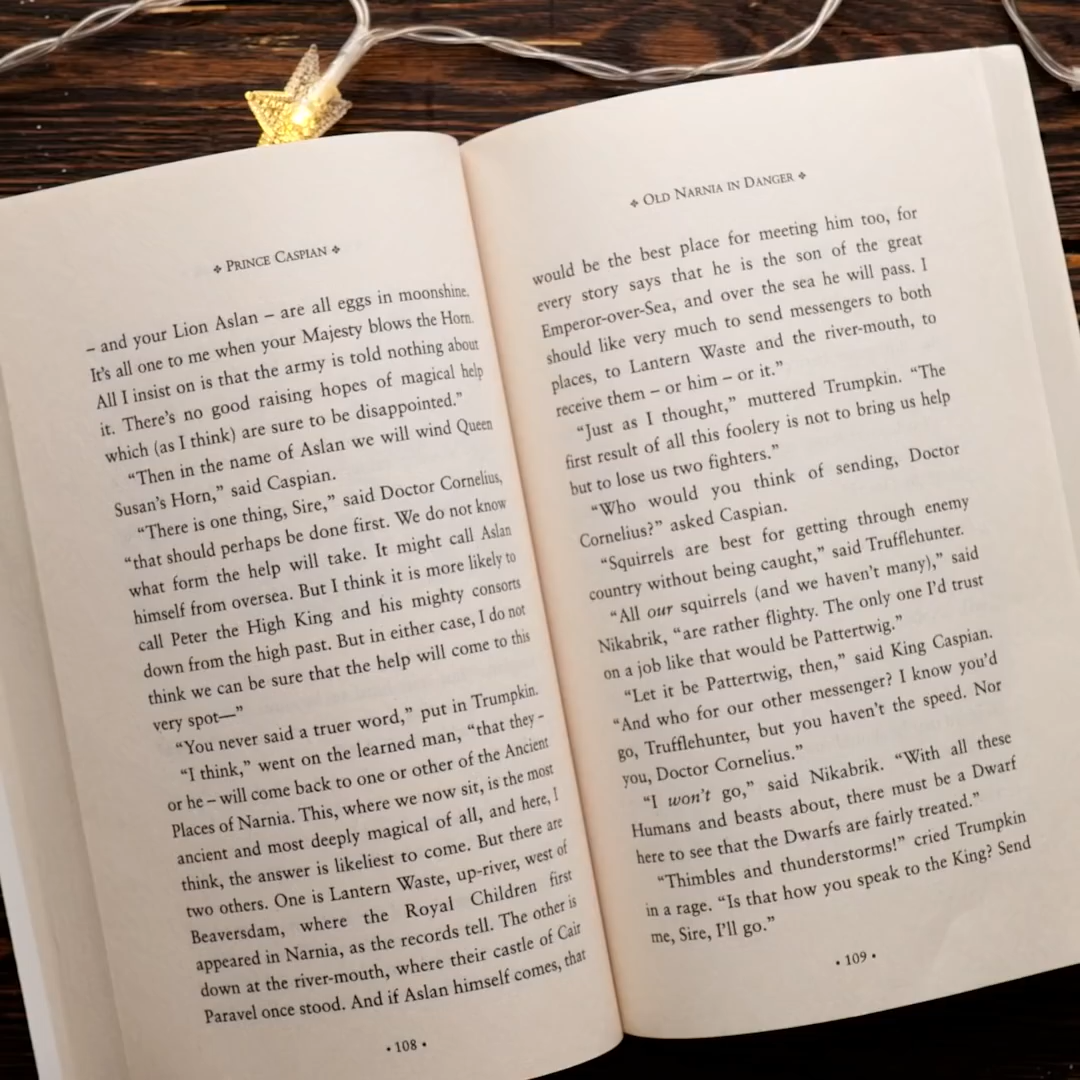 ❖ PRINCE CASPIAN ❖
– and your Lion Aslan – are all eggs in moonshine.
It's all one to me when your Majesty blows the Horn.
All I insist on is that the army is told nothing about
it. There's no good raising hopes of magical help
which (as I think) are sure to be disappointed.”
“Then in the name of Aslan we will wind Queen
Susan's Horn,” said Caspian.
“There is one thing, Sire,” said Doctor Cornelius,
“that should perhaps be done first. We do not know
what form the help will take. It might call Aslan
himself from oversea. But I think it is more likely to
call Peter the High King and his mighty consorts
down from the high past. But in either case, I do not
think we can be sure that the help will come to this
very spot—”
“You never said a truer word,” put in Trumpkin.
“I think,” went on the learned man, “that they –
or he – will come back to one or other of the Ancient
Places of Narnia. This, where we now sit, is the most
ancient and most deeply magical of all, and here, I
think, the answer is likeliest to come. But there are
two others. One is Lantern Waste, up-river, west of
Beaversdam, where the Royal Children first
appeared in Narnia, as the records tell. The other is
down at the river-mouth, where their castle of Cair
Paravel once stood. And if Aslan himself comes, that
• 108 •
❖ OLD NARNIA IN DANGER ❖
would be the best place for meeting him too, for
every story says that he is the son of the great
Emperor-over-Sea, and over the sea he will pass. I
should like very much to send messengers to both
places, to Lantern Waste and the river-mouth, to
receive them – or him – or it.”
“Just as I thought,” muttered Trumpkin. “The
first result of all this foolery is not to bring us help
but to lose us two fighters.”
“Who would you think of sending, Doctor
Cornelius?” asked Caspian.
“Squirrels are best for getting through enemy
country without being caught,” said Trufflehunter.
“All our squirrels (and we haven't many),” said
Nikabrik, “are rather flighty. The only one I'd trust
on a job like that would be Pattertwig.”
“Let it be Pattertwig, then,” said King Caspian.
“And who for our other messenger? I know you'd
go, Trufflehunter, but you haven't the speed. Nor
you, Doctor Cornelius.”
“I won't go,” said Nikabrik. “With all these
Humans and beasts about, there must be a Dwarf
here to see that the Dwarfs are fairly treated.”
“Thimbles and thunderstorms!” cried Trumpkin
in a rage. “Is that how you speak to the King? Send
me, Sire, I'll go.”
• 109 •